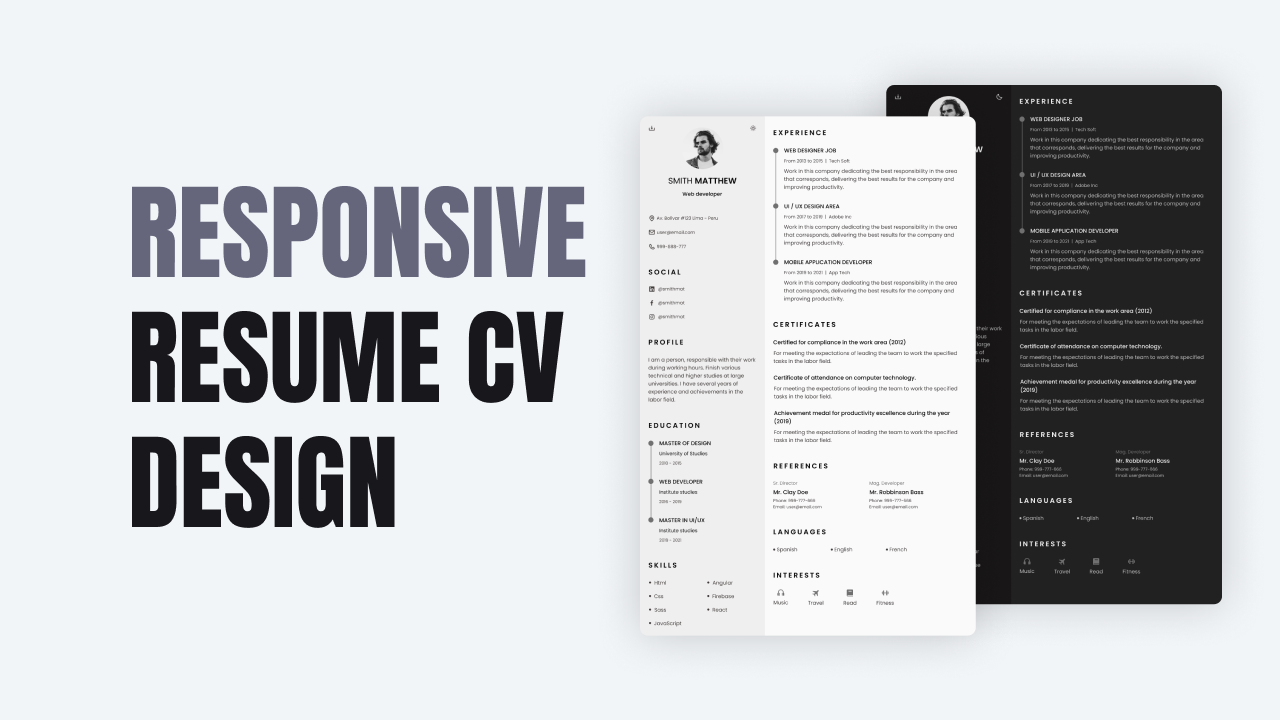 RESPONSIVE
RESUME CV
DESIGN
SMITH MATTHEW
Web developer
Av. Bolivar #123 Lima - Peru
user@email.com
999-888-777
SOCIAL
@smithmat
@smithmat
@smithmat
PROFILE
I am a person, responsible with their work
during working hours. Finish various
technical and higher studies at large
universities. I have several years of
experience and achievements in the
labor field.
EDUCATION
MASTER OF DESIGN
University of Studies
2010 - 2015
WEB DEVELOPER
Institute studies
2016 - 2019
MASTER IN UI/UX
Institute studies
2019 - 2021
SKILLS
Html
Angular
Css
Firebase
Sass
React
JavaScript
EXPERIENCE
WEB DESIGNER JOB
From 2013 to 2015 | Tech Soft
Work in this company dedicating the best responsibility in the area
that corresponds, delivering the best results for the company and
improving productivity.
UI / UX DESIGN AREA
From 2017 to 2019 | Adobe Inc
Work in this company dedicating the best responsibility in the area
that corresponds, delivering the best results for the company and
improving productivity.
MOBILE APPLICATION DEVELOPER
From 2019 to 2021 | App Tech
Work in this company dedicating the best responsibility in the area
that corresponds, delivering the best results for the company and
improving productivity.
CERTIFICATES
Certified for compliance in the work area (2012)
For meeting the expectations of leading the team to work the specified
tasks in the labor field.
Certificate of attendance on computer technology.
For meeting the expectations of leading the team to work the specified
tasks in the labor field.
Achievement medal for productivity excellence during the year
(2019)
For meeting the expectations of leading the team to work the specified
tasks in the labor field.
REFERENCES
Sr. Director
Mr. Clay Doe
Phone: 999-777-555
Email: user@email.com
Mag. Developer
Mr. Robbinson Bass
Phone: 999-777-555
Email: user@email.com
LANGUAGES
Spanish
English
French
INTERESTS
Music
Travel
Read
Fitness
W
their work
large
s of
n the
EXPERIENCE
WEB DESIGNER JOB
From 2013 to 2015 | Tech Soft
Work in this company dedicating the best responsibility in the area
that corresponds, delivering the best results for the company and
improving productivity.
UI / UX DESIGN AREA
From 2017 to 2019 | Adobe Inc
Work in this company dedicating the best responsibility in the area
that corresponds, delivering the best results for the company and
improving productivity.
MOBILE APPLICATION DEVELOPER
From 2019 to 2021 | App Tech
Work in this company dedicating the best responsibility in the area
that corresponds, delivering the best results for the company and
improving productivity.
CERTIFICATES
Certified for compliance in the work area (2012)
For meeting the expectations of leading the team to work the specified
tasks in the labor field.
Certificate of attendance on computer technology.
For meeting the expectations of leading the team to work the specified
tasks in the labor field.
Achievement medal for productivity excellence during the year
(2019)
For meeting the expectations of leading the team to work the specified
tasks in the labor field.
REFERENCES
Sr. Director
Mr. Clay Doe
Phone: 999-777-555
Email: user@email.com
Mag. Developer
Mr. Robbinson Bass
Phone: 999-777-555
Email: user@email.com
LANGUAGES
Spanish
English
French
INTERESTS
Music
Travel
Read
Fitness